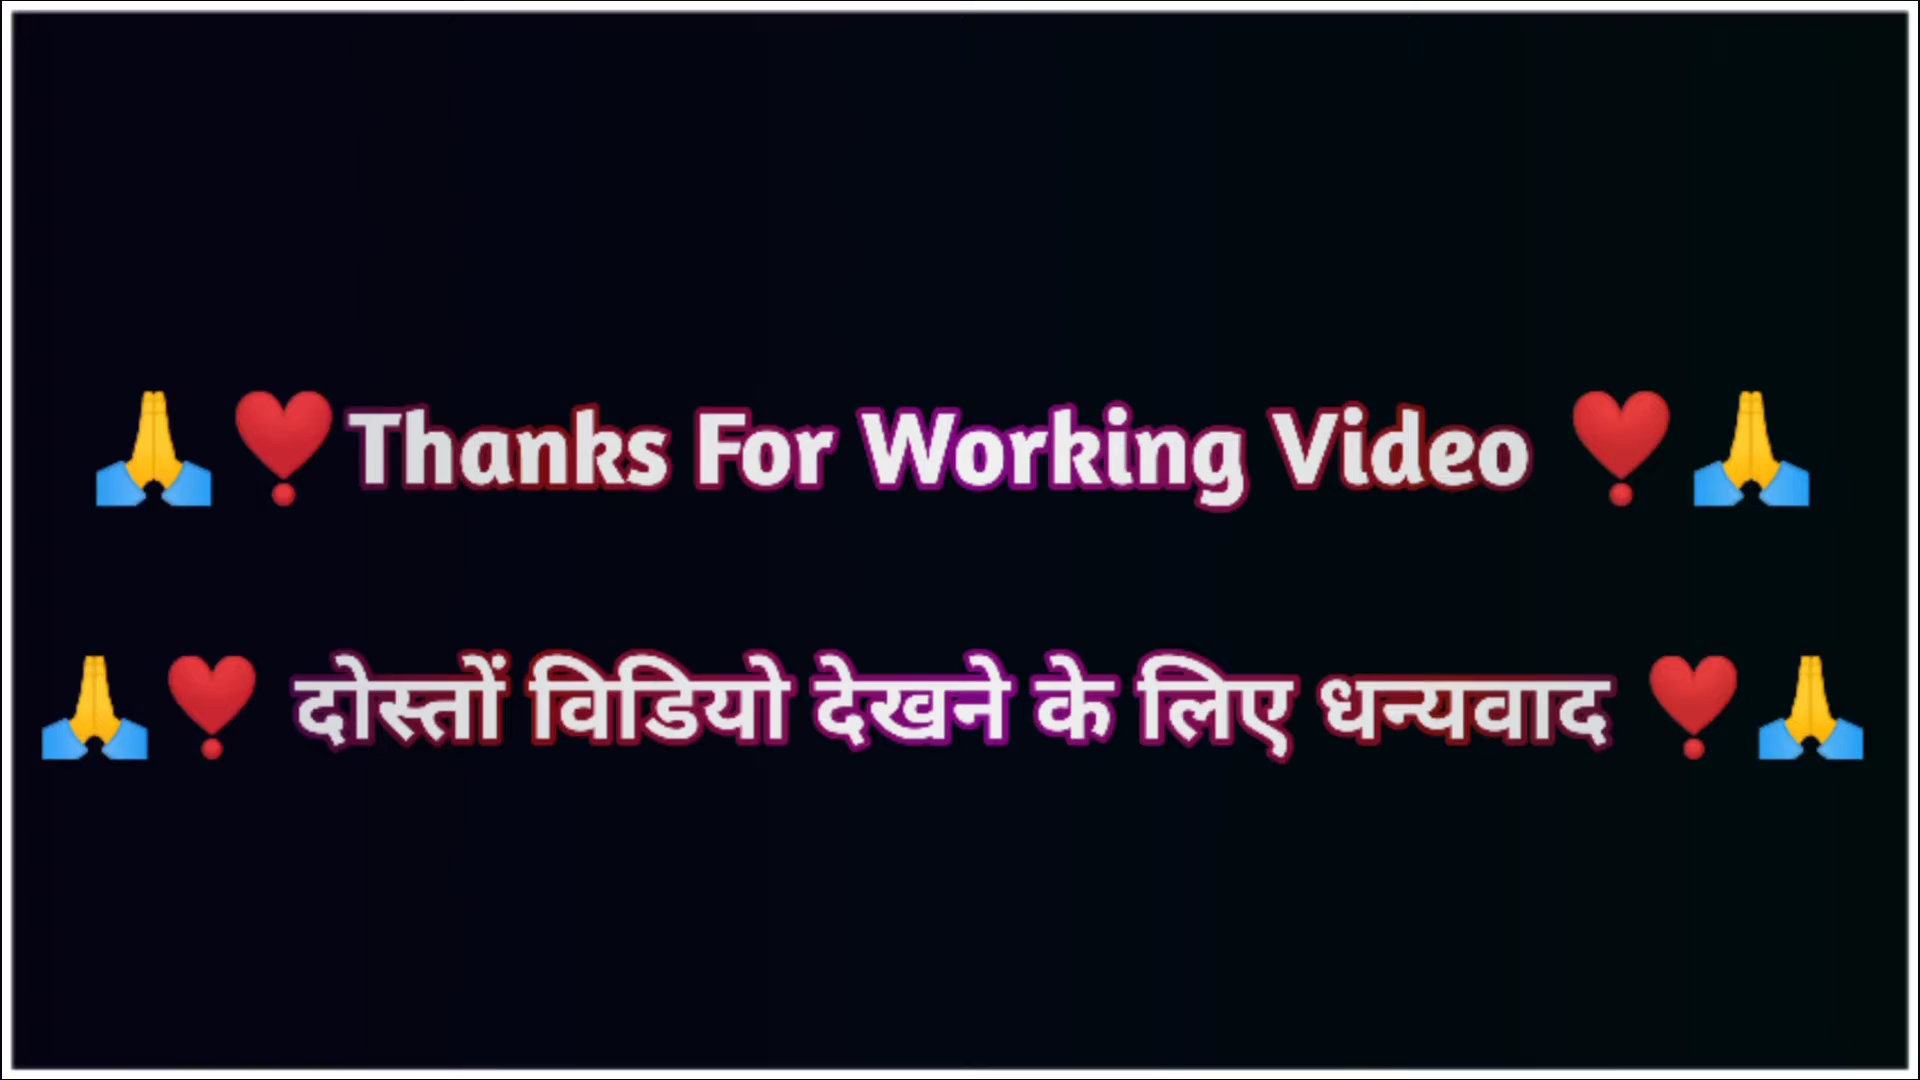 🙏❣️Thanks For Working Video ❣️🙏
🙏❣️ दोस्तों विडियो देखने के लिए धन्यवाद ❣️🙏